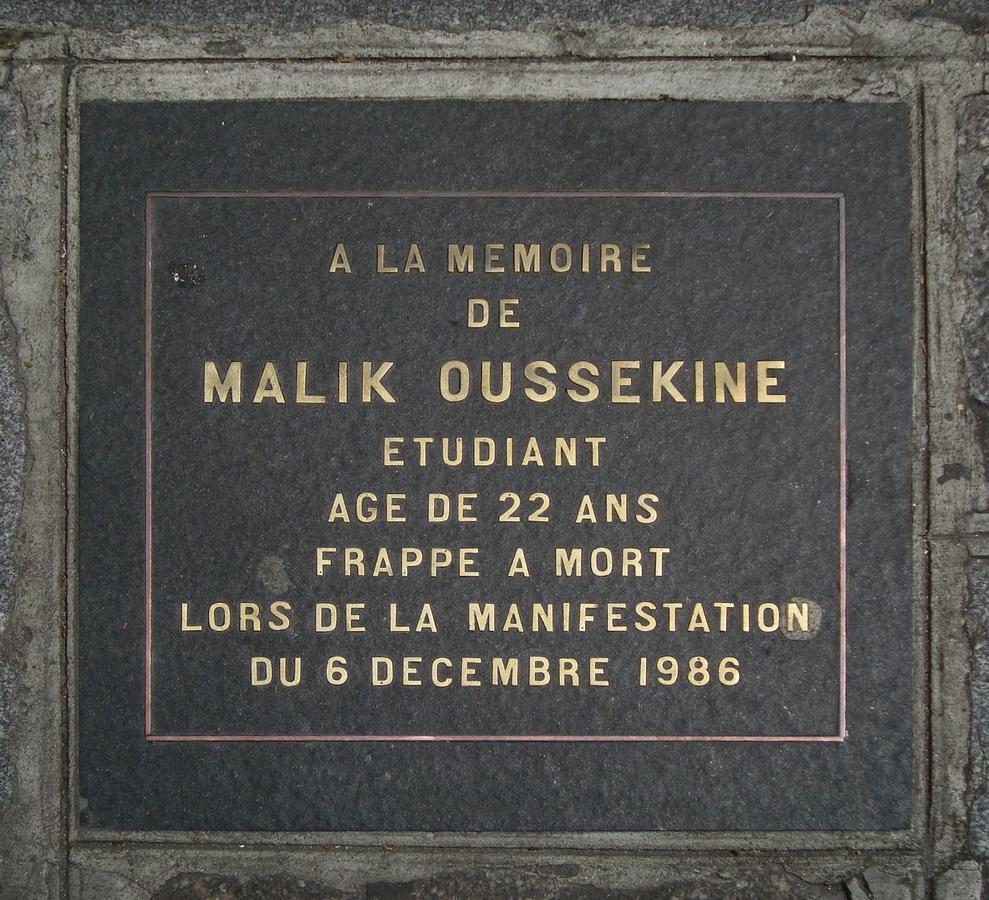 A LA MEMOIRE
DE
MALIK OUSSEKINE
ETUDIANT
AGE DE 22 ANS
FRAPPE A MORT
LORS DE LA MANIFESTATION
DU 6 DECEMBRE 1986